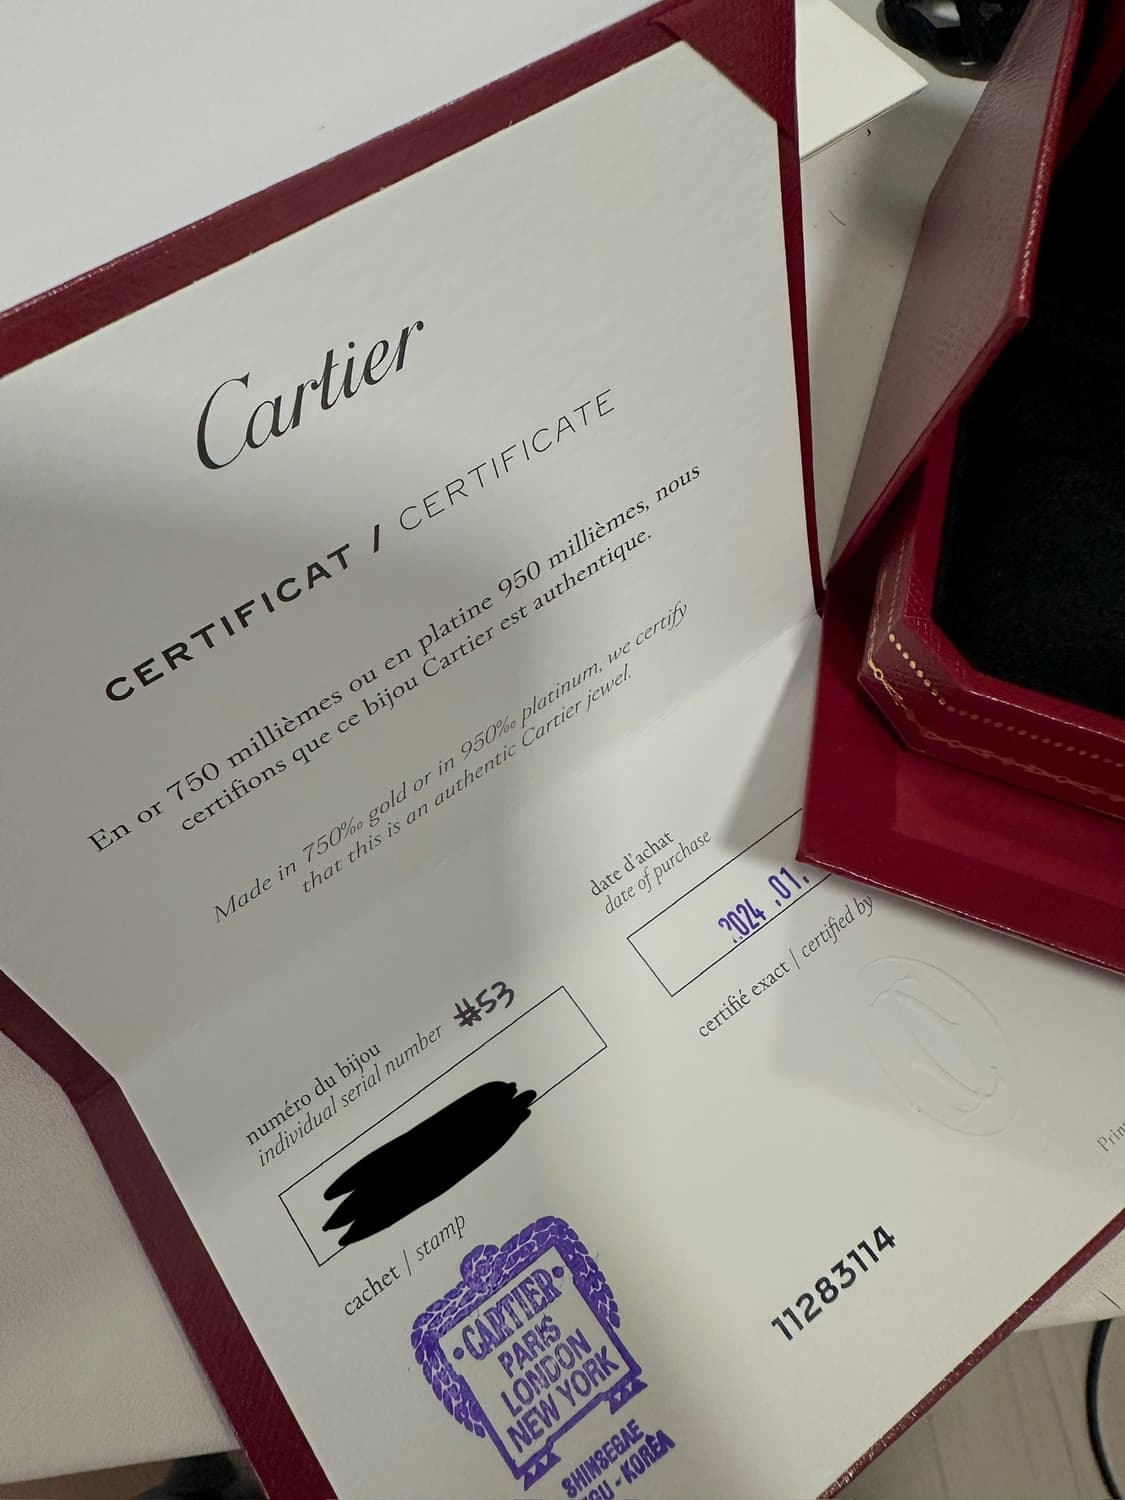 Cartier
CERTIFICAT / CERTIFICATE
En or 750 millièmes ou en platine 950 millièmes, nous
certifions que ce bijou Cartier est authentique.
Made in 750‰ gold or in 950‰ platinum, we certify
that this is an authentic Cartier jewel.
date d'achat
date of purchase
2024 .01.
certifié exact / certified by
numéro du bijou
individual serial number #53
cachet / stamp
CARTIER
PARIS
LONDON
NEW YORK
SHINSEGAE
GU - KOREA
11283114